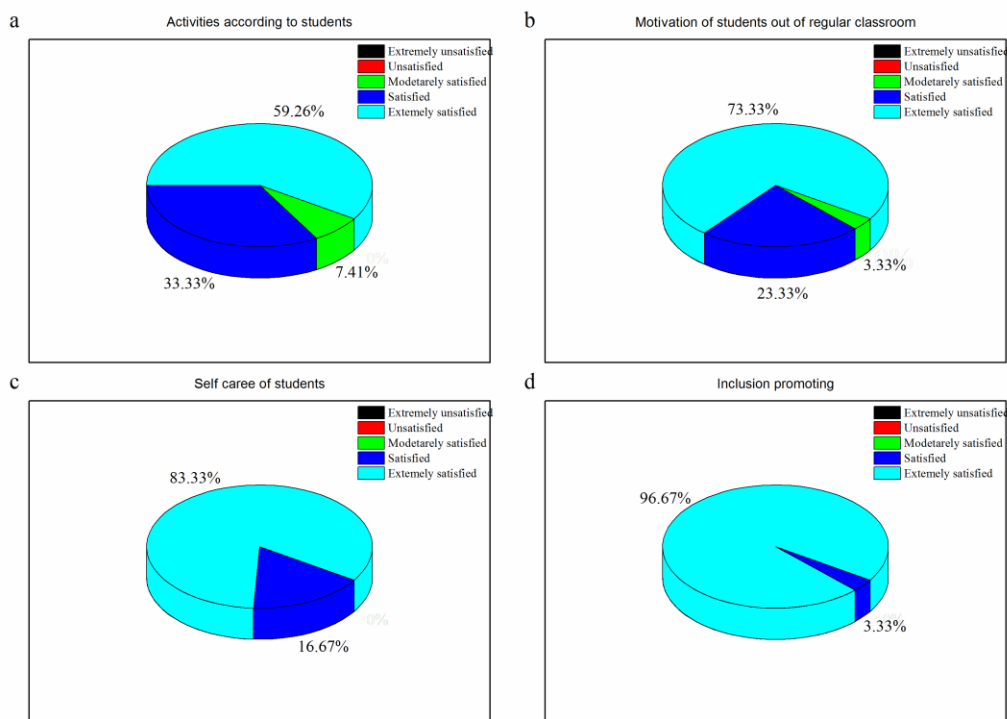 a
Activities according to students
Extremely unsatisfied
Unsatisfied
Modetarely satisfied
Satisfied
Extemely satisfied
59.26%
33.33%
7.41%
0%
b
Motivation of students out of regular classroom
Extremely unsatisfied
Unsatisfied
Modetarely satisfied
Satisfied
Extemely satisfied
73.33%
3.33%
23.33%
c
Self caree of students
Extremely unsatisfied
Unsatisfied
Modetarely satisfied
Satisfied
Extemely satisfied
83.33%
0%
16.67%
d
Inclusion promoting
Extremely unsatisfied
Unsatisfied
Modetarely satisfied
Satisfied
Extemely satisfied
96.67%
3.33%